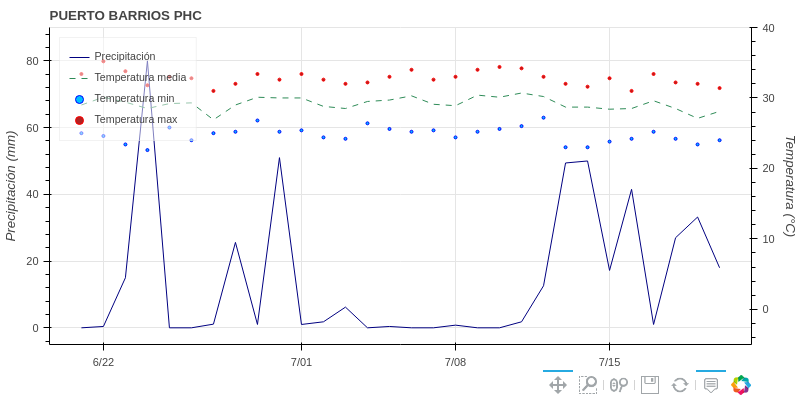 PUERTO BARRIOS PHC
Precipitación
Temperatura media
Temperatura min
Temperatura max
Precipitación (mm)
80
60
40
20
0
Temperatura (°C)
40
30
20
10
0
6/22
7/01
7/08
7/15